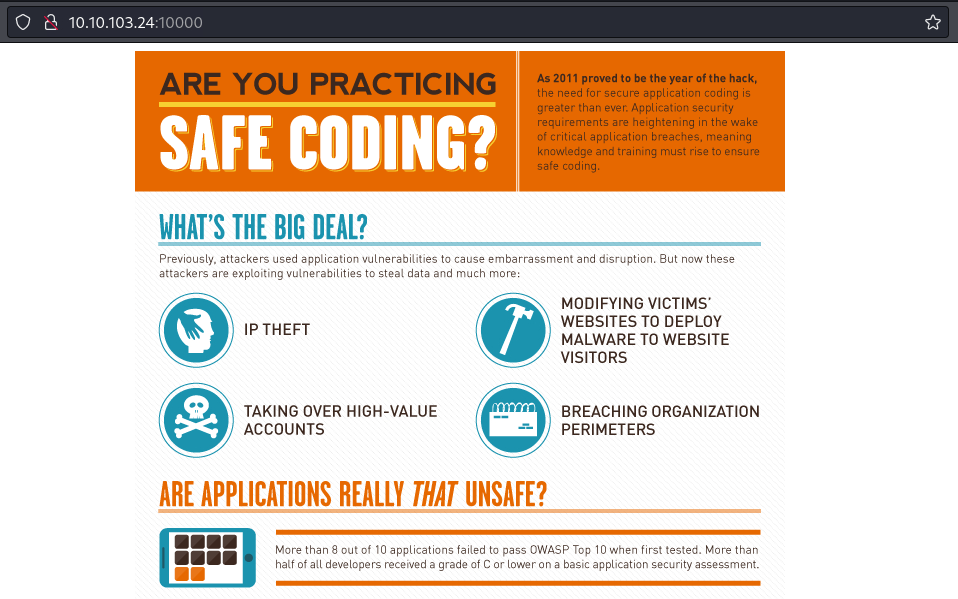 10.10.103.24:10000
ARE YOU PRACTICING
SAFE CODING?
As 2011 proved to be the year of the hack,
the need for secure application coding is
greater than ever. Application security
requirements are heightening in the wake
of critical application breaches, meaning
knowledge and training must rise to ensure
safe coding.
WHAT'S THE BIG DEAL?
Previously, attackers used application vulnerabilities to cause embarrassment and disruption. But now these
attackers are exploiting vulnerabilities to steal data and much more:
IP THEFT
MODIFYING VICTIMS'
WEBSITES TO DEPLOY
MALWARE TO WEBSITE
VISITORS
TAKING OVER HIGH-VALUE
ACCOUNTS
BREACHING ORGANIZATION
PERIMETERS
ARE APPLICATIONS REALLY THAT UNSAFE?
More than 8 out of 10 applications failed to pass OWASP Top 10 when first tested. More than
half of all developers received a grade of C or lower on a basic application security assessment.